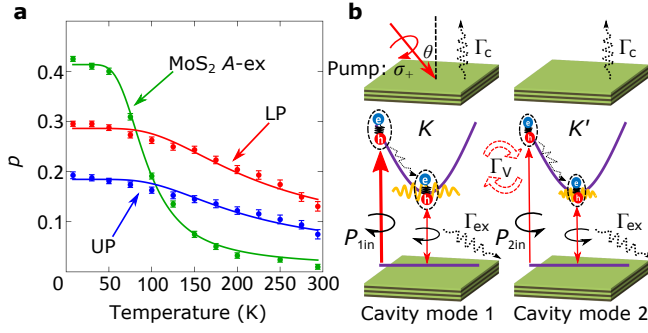 a
p
0.4
0.3
0.2
0.1
MoS2 A-ex
LP
UP
0 50 100 150 200 250 300
Temperature (K)
b
Pump: σ+
θ
Γc
Γc
K
K′
e
h
e
h
e
h
e
h
ΓV
P1in
P2in
Γex
Γex
Cavity mode 1
Cavity mode 2